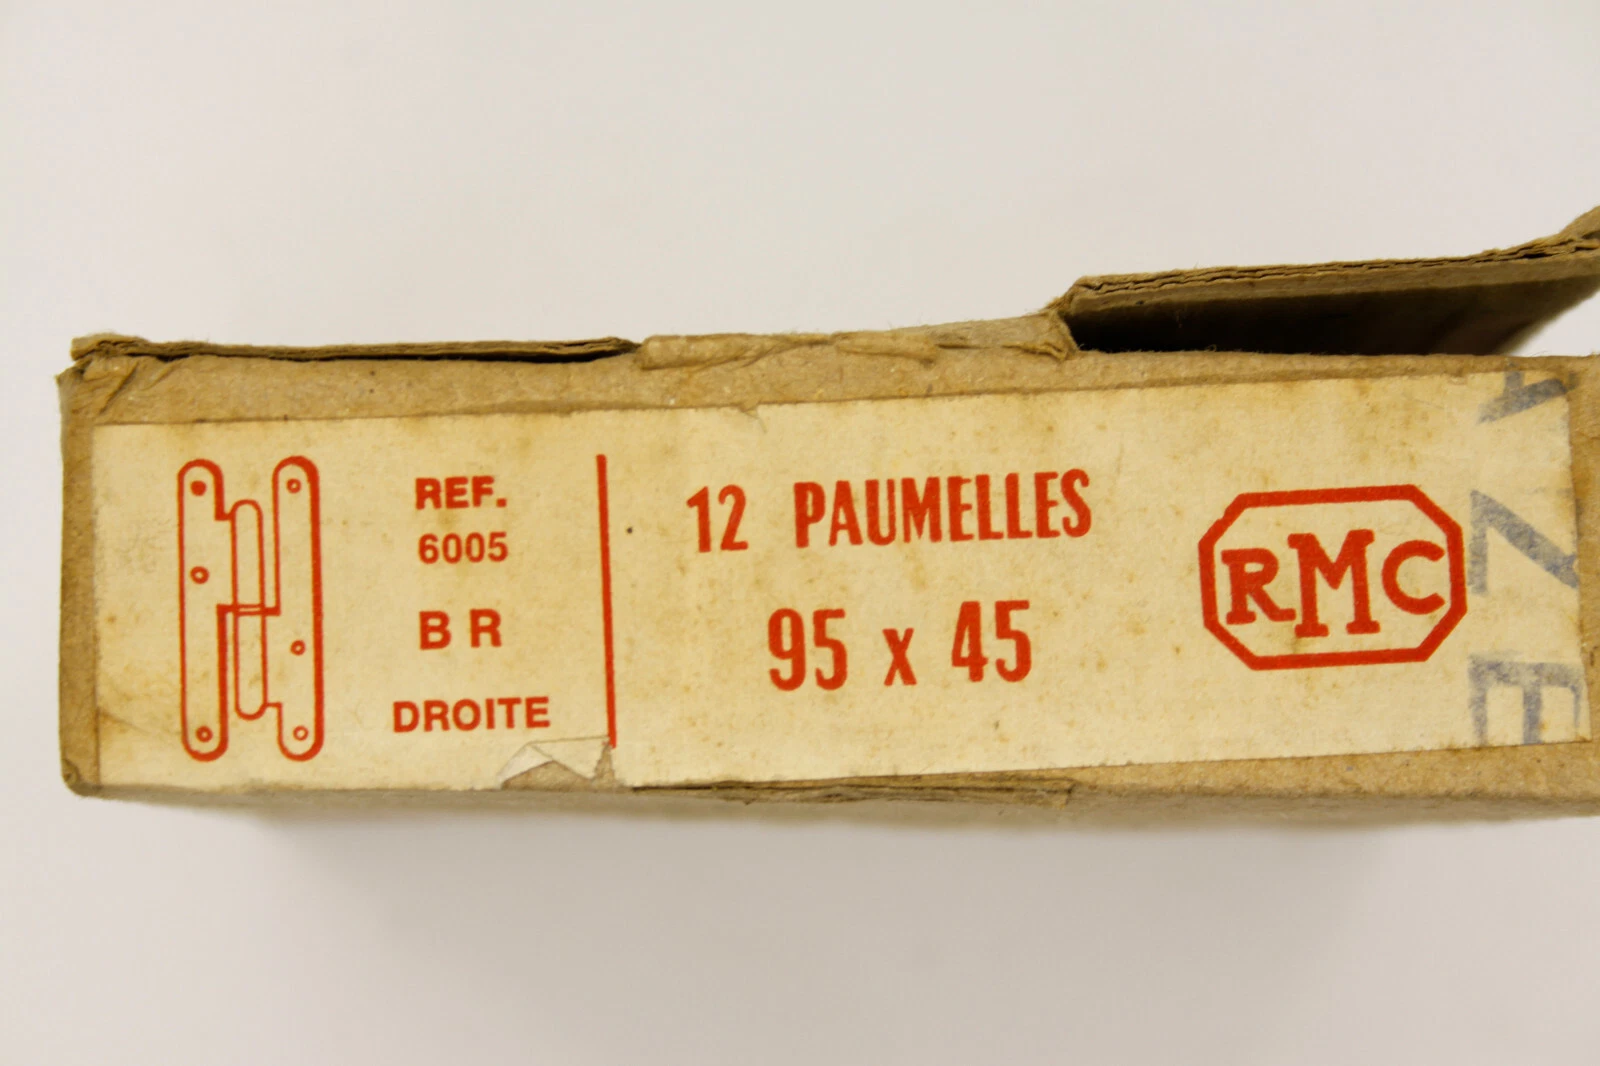 REF.
6005
B R
DROITE
12 PAUMELLES
95 x 45
RMC